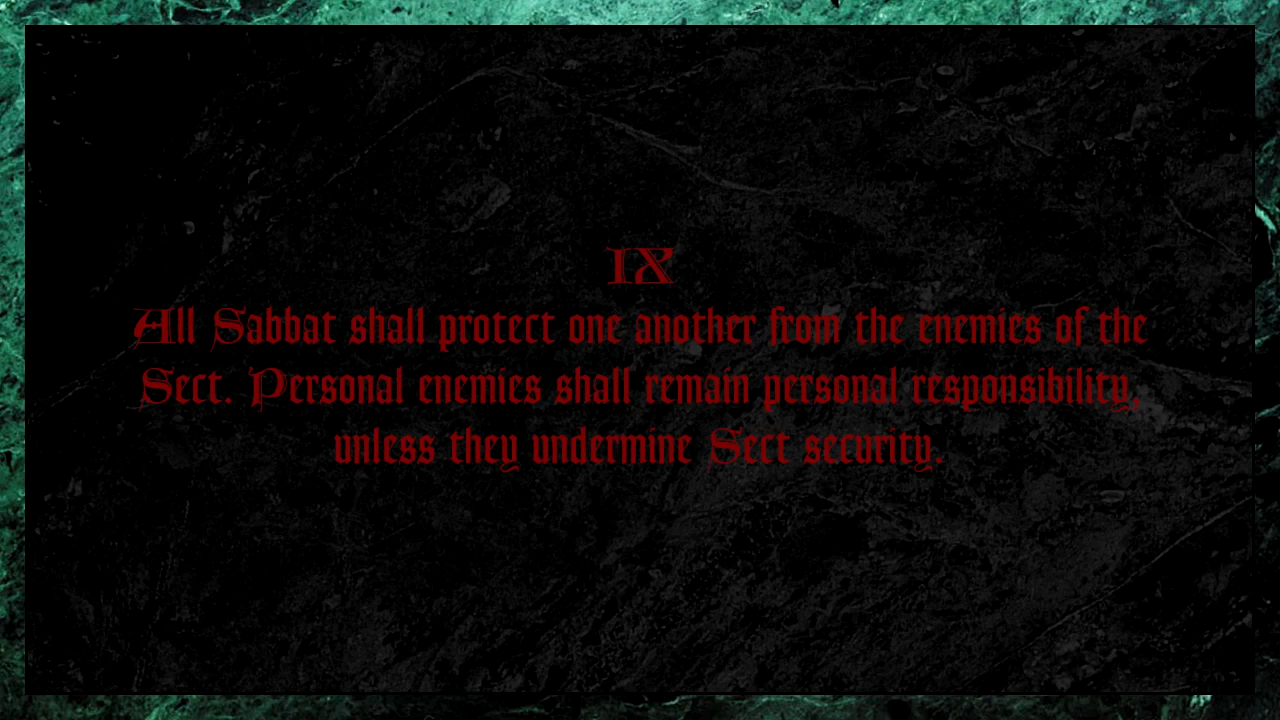 IX
All Sabbat shall protect one another from the enemies of the
Sect. Personal enemies shall remain personal responsibility,
unless they undermine Sect security.